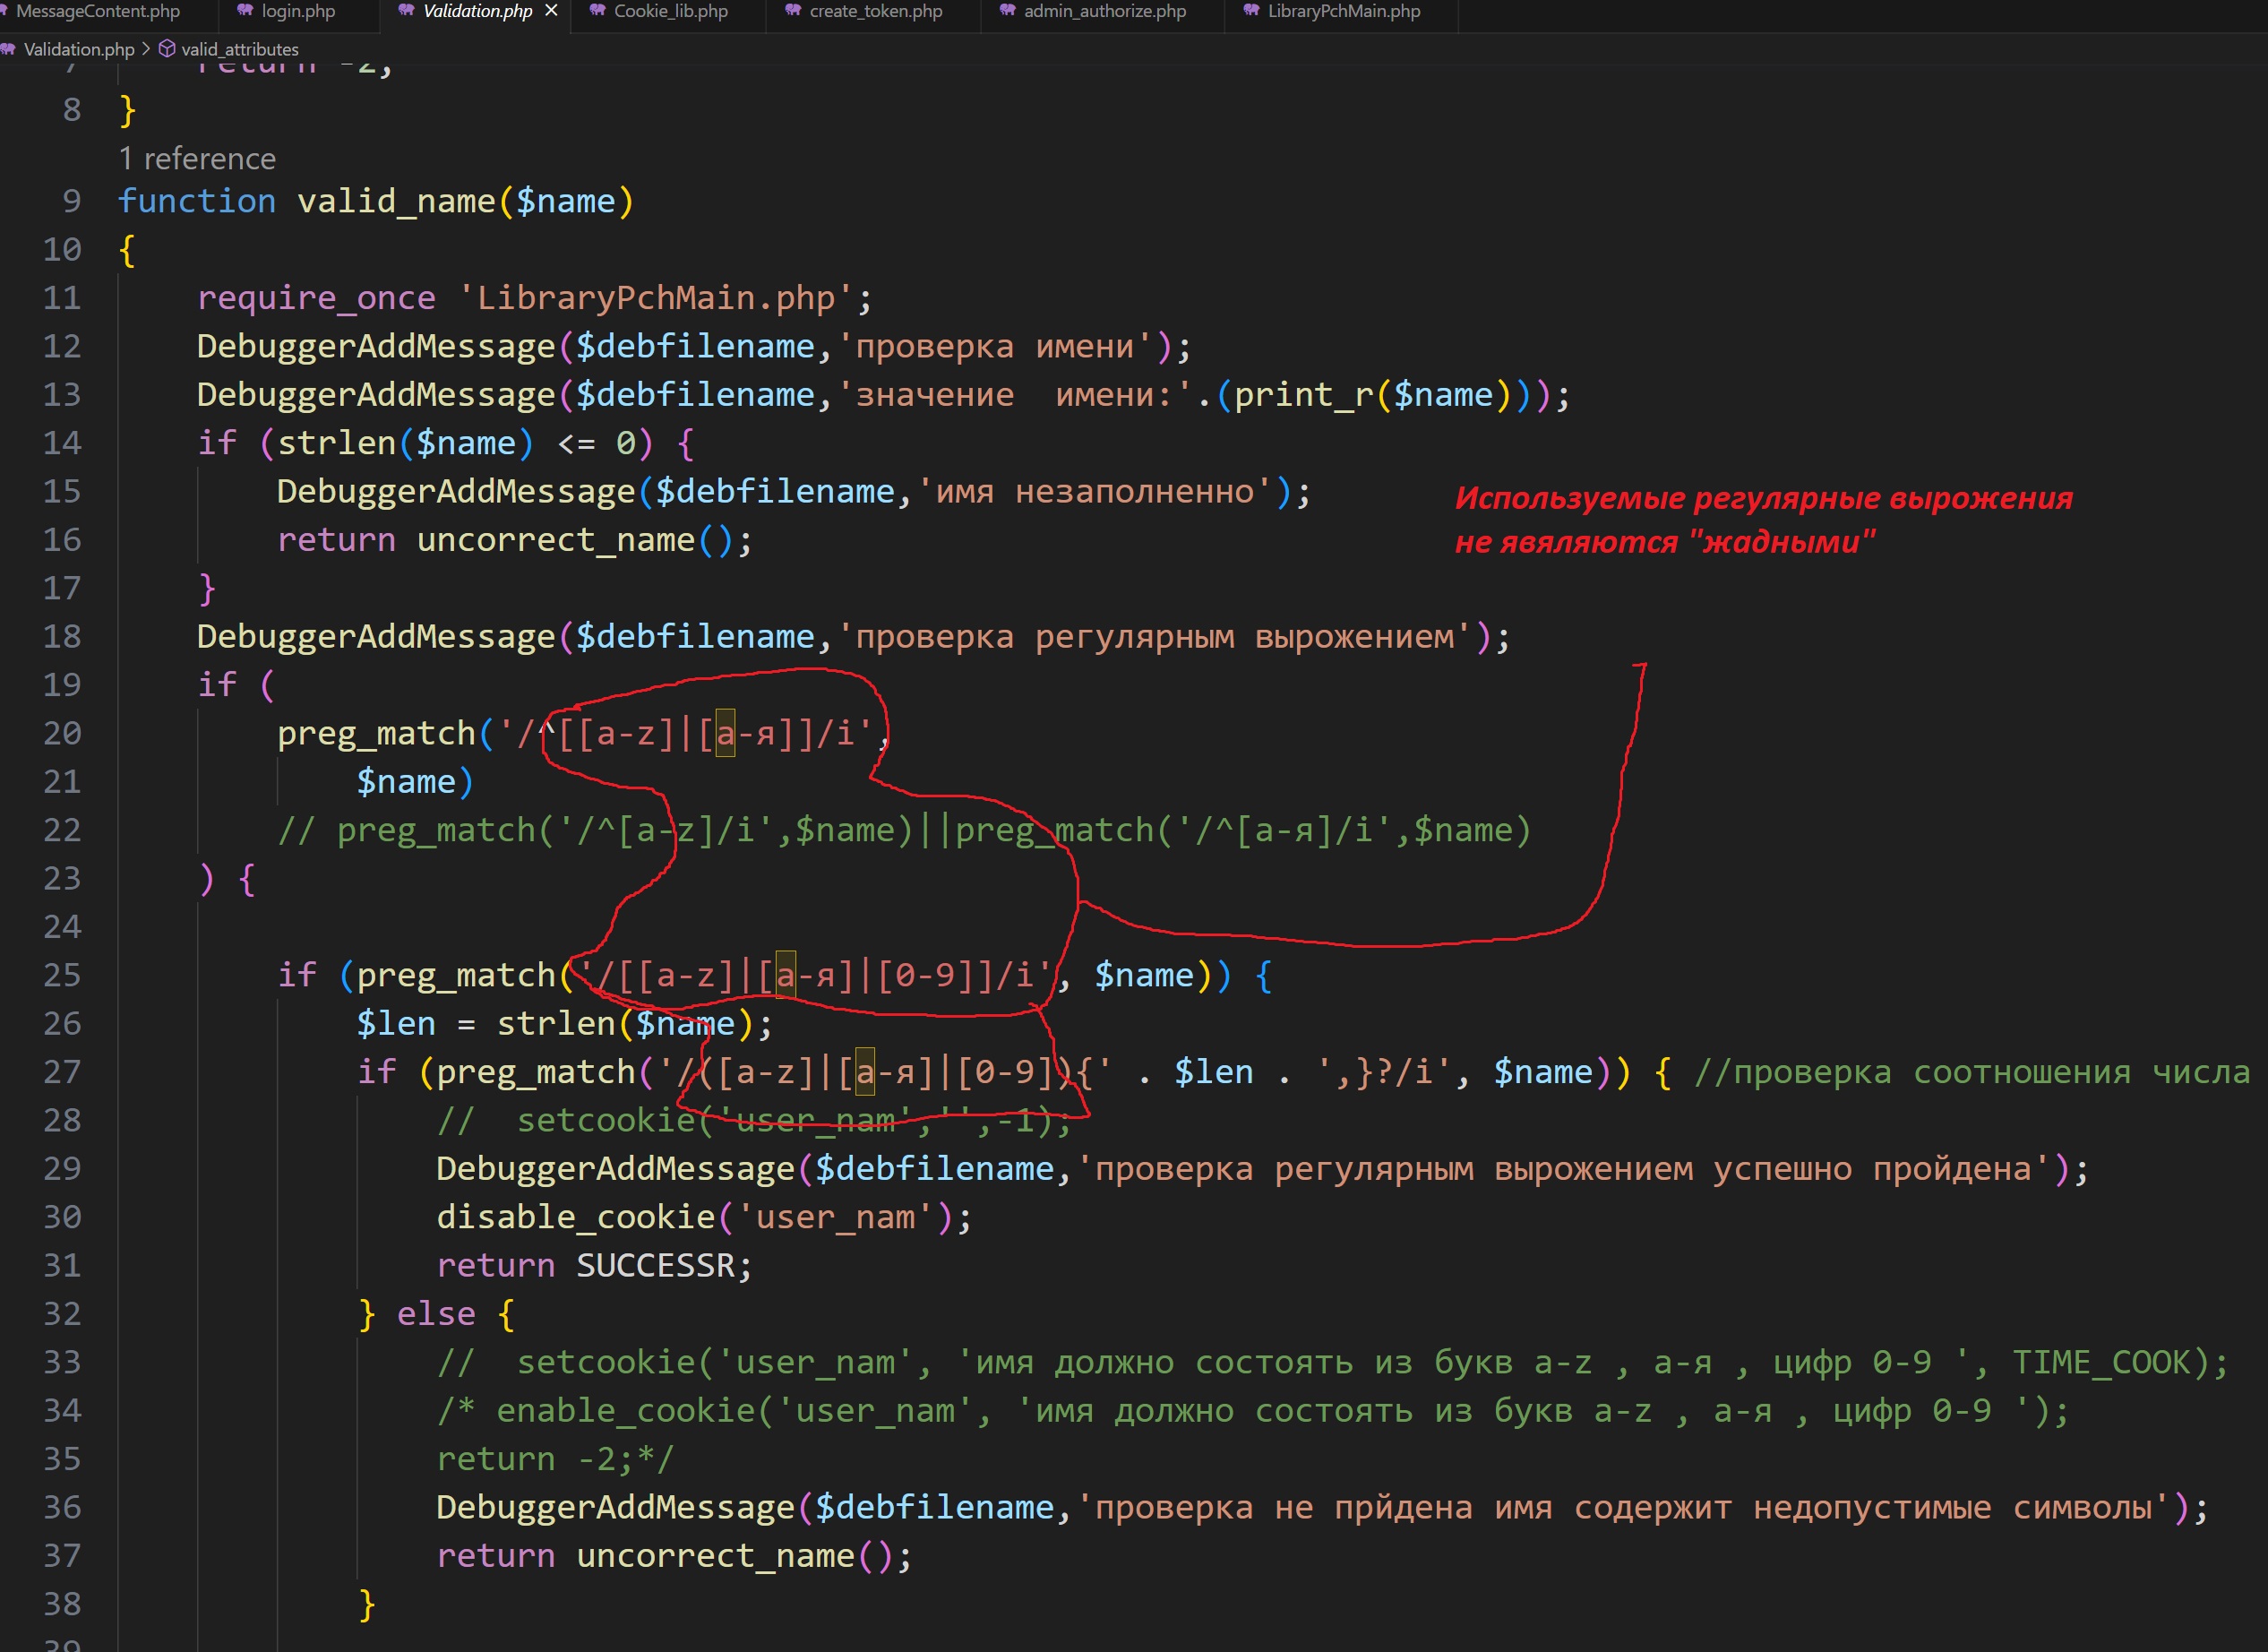 MessageContent.php login.php Validation.php × Cookie_lib.php create_token.php admin_authorize.php LibraryPchMain.php
Validation.php > valid_attributes
7 return -2;
8 }
1 reference
9 function valid_name($name)
10 {
11 require_once 'LibraryPchMain.php';
12 DebuggerAddMessage($debfilename,'проверка имени');
13 DebuggerAddMessage($debfilename,'значение  имени:'.(print_r($name)));
14 if (strlen($name) <= 0) {
15 DebuggerAddMessage($debfilename,'имя незаполненно');
16 return uncorrect_name();
17 }
Используемые регулярные вырожения
не явяляются "жадными"
18 DebuggerAddMessage($debfilename,'проверка регулярным вырожением');
19 if (
20 preg_match('/^[[a-z]|[а-я]]/i',
21 $name)
22 // preg_match('/^[a-z]/i',$name)||preg_match('/^[а-я]/i',$name)
23 ) {
24
25 if (preg_match('/[[a-z]|[а-я]|[0-9]]/i', $name)) {
26 $len = strlen($name);
27 if (preg_match('/([a-z]|[а-я]|[0-9]){' . $len . ',}?/i', $name)) { //проверка соотношения числа
28 //  setcookie('user_nam','',-1);
29 DebuggerAddMessage($debfilename,'проверка регулярным вырожением успешно пройдена');
30 disable_cookie('user_nam');
31 return SUCCESSR;
32 } else {
33 //  setcookie('user_nam', 'имя должно состоять из букв a-z , а-я , цифр 0-9 ', TIME_COOK);
34 /* enable_cookie('user_nam', 'имя должно состоять из букв a-z , а-я , цифр 0-9 ');
35 return -2;*/
36 DebuggerAddMessage($debfilename,'проверка не прйдена имя содержит недопустимые символы');
37 return uncorrect_name();
38 }
39